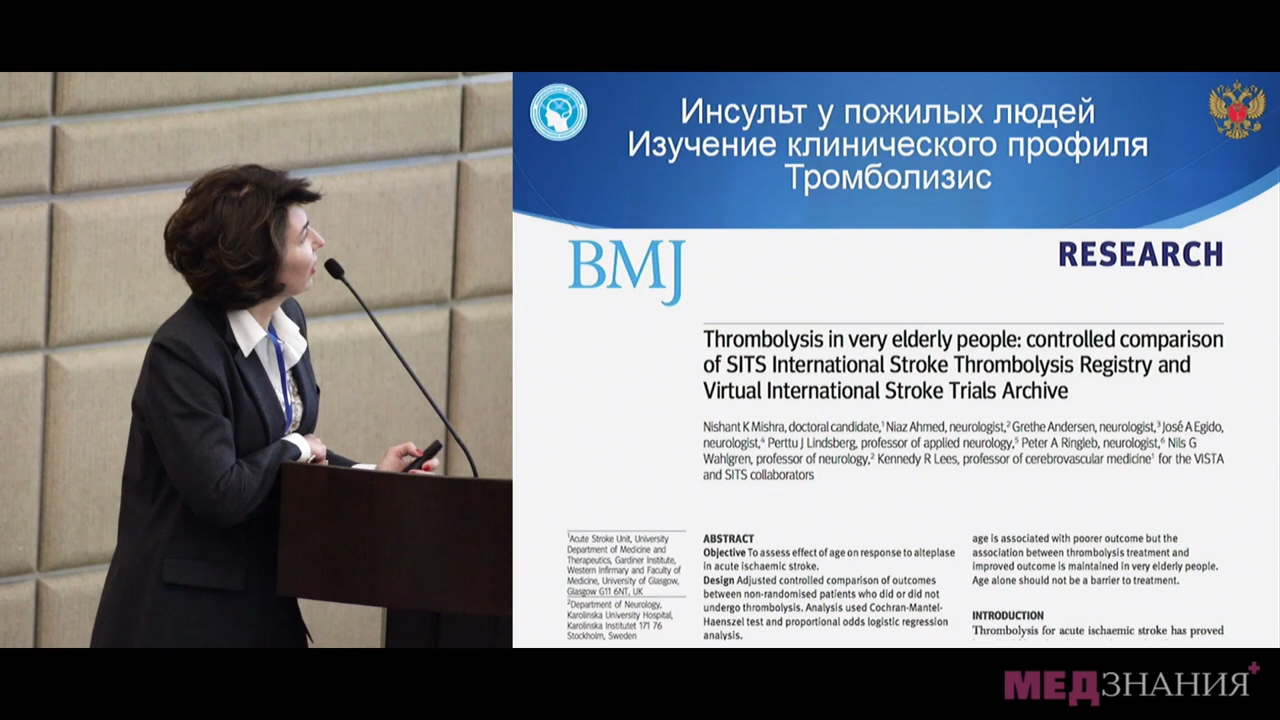 Инсульт у пожилых людей
Изучение клинического профиля
Тромболизис
BMJ
RESEARCH
Thrombolysis in very elderly people: controlled comparison
of SITS International Stroke Thrombolysis Registry and
Virtual International Stroke Trials Archive
Nishant K Mishra, doctoral candidate,¹ Niaz Ahmed, neurologist,² Grethe Andersen, neurologist,³ José A Egido,
neurologist,⁴ Perttu J Lindsberg, professor of applied neurology,⁵ Peter A Ringleb, neurologist,⁶ Nils G
Wahlgren, professor of neurology,² Kennedy R Lees, professor of cerebrovascular medicine¹ for the VISTA
and SITS collaborators
¹Acute Stroke Unit, University
Department of Medicine and
Therapeutics, Gardiner Institute,
Western Infirmary and Faculty of
Medicine, University of Glasgow,
Glasgow G11 6NT, UK
²Department of Neurology,
Karolinska University Hospital,
Karolinska Institutet 171 76
Stockholm, Sweden
ABSTRACT
Objective To assess effect of age on response to alteplase
in acute ischaemic stroke.
Design Adjusted controlled comparison of outcomes
between non-randomised patients who did or did not
undergo thrombolysis. Analysis used Cochran-Mantel-
Haenszel test and proportional odds logistic regression
analysis.
age is associated with poorer outcome but the
association between thrombolysis treatment and
improved outcome is maintained in very elderly people.
Age alone should not be a barrier to treatment.
INTRODUCTION
Thrombolysis for acute ischaemic stroke has proved
МЕДЗНАНИЯ+